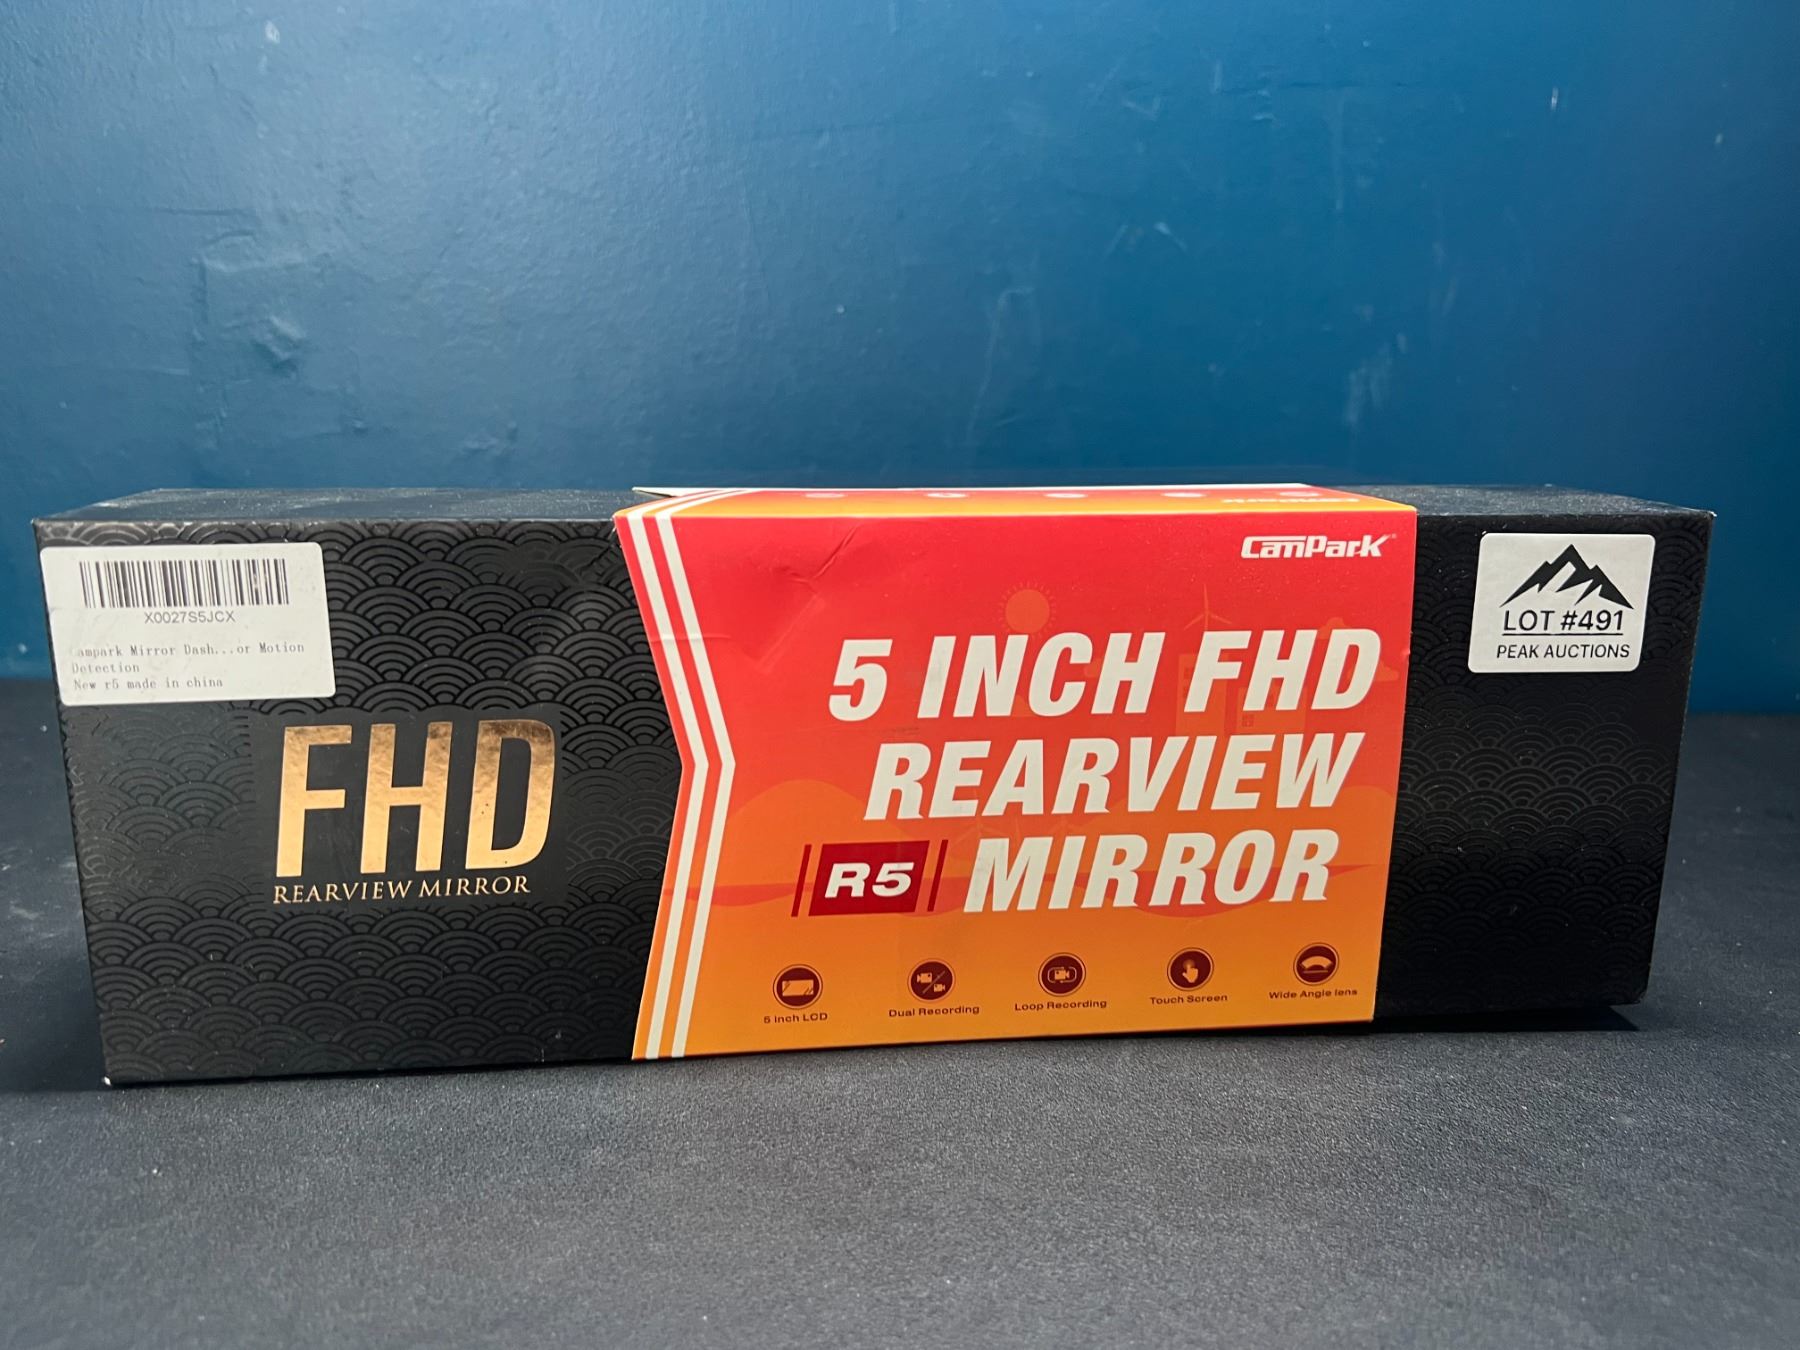 X0027S5JCX
ampark Mirror Dash...or Motion
Detection
New r5 made in china
FHD
REARVIEW MIRROR
CamPark
5 INCH FHD
REARVIEW
R5 MIRROR
5 inch LCD
Dual Recording
Loop Recording
Touch Screen
Wide Angle lens
LOT #491
PEAK AUCTIONS